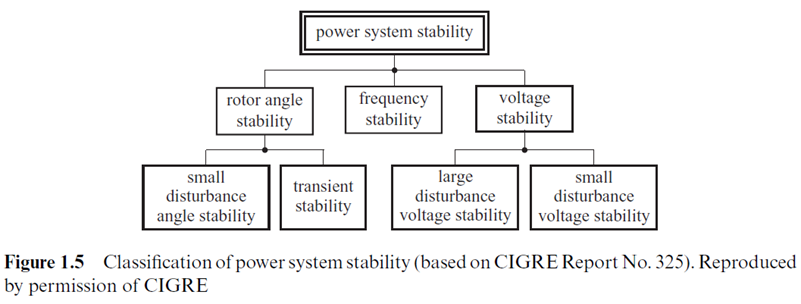 power system stability
rotor angle
stability
frequency
stability
voltage
stability
small
disturbance
angle stability
transient
stability
large
disturbance
voltage stability
small
disturbance
voltage stability
Figure 1.5 Classification of power system stability (based on CIGRE Report No. 325). Reproduced
by permission of CIGRE